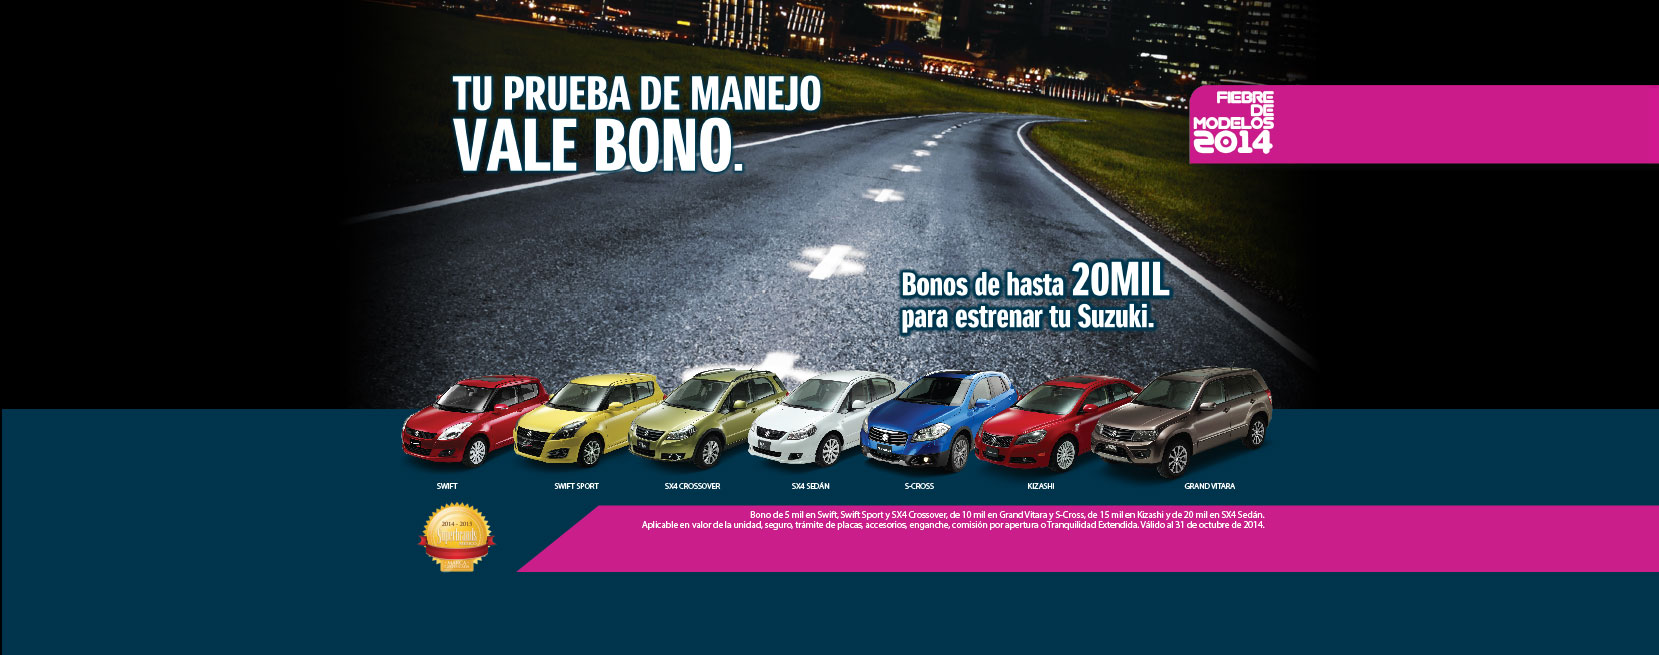 TU PRUEBA DE MANEJO
VALE BONO.
FIEBRE
DE
MODELOS
2014
Bonos de hasta 20MIL
para estrenar tu Suzuki.
SWIFT
SWIFT SPORT
SX4 CROSSOVER
SX4 SEDÁN
S-CROSS
KIZASHI
GRAND VITARA
2014 - 2015
Superbrands
MARCA
Bono de 5 mil en Swift, Swift Sport y SX4 Crossover, de 10 mil en Grand Vitara y S-Cross, de 15 mil en Kizashi y de 20 mil en SX4 Sedán.
Aplicable en valor de la unidad, seguro, trámite de placas, accesorios, enganche, comisión por apertura o Tranquilidad Extendida. Válido al 31 de octubre de 2014.